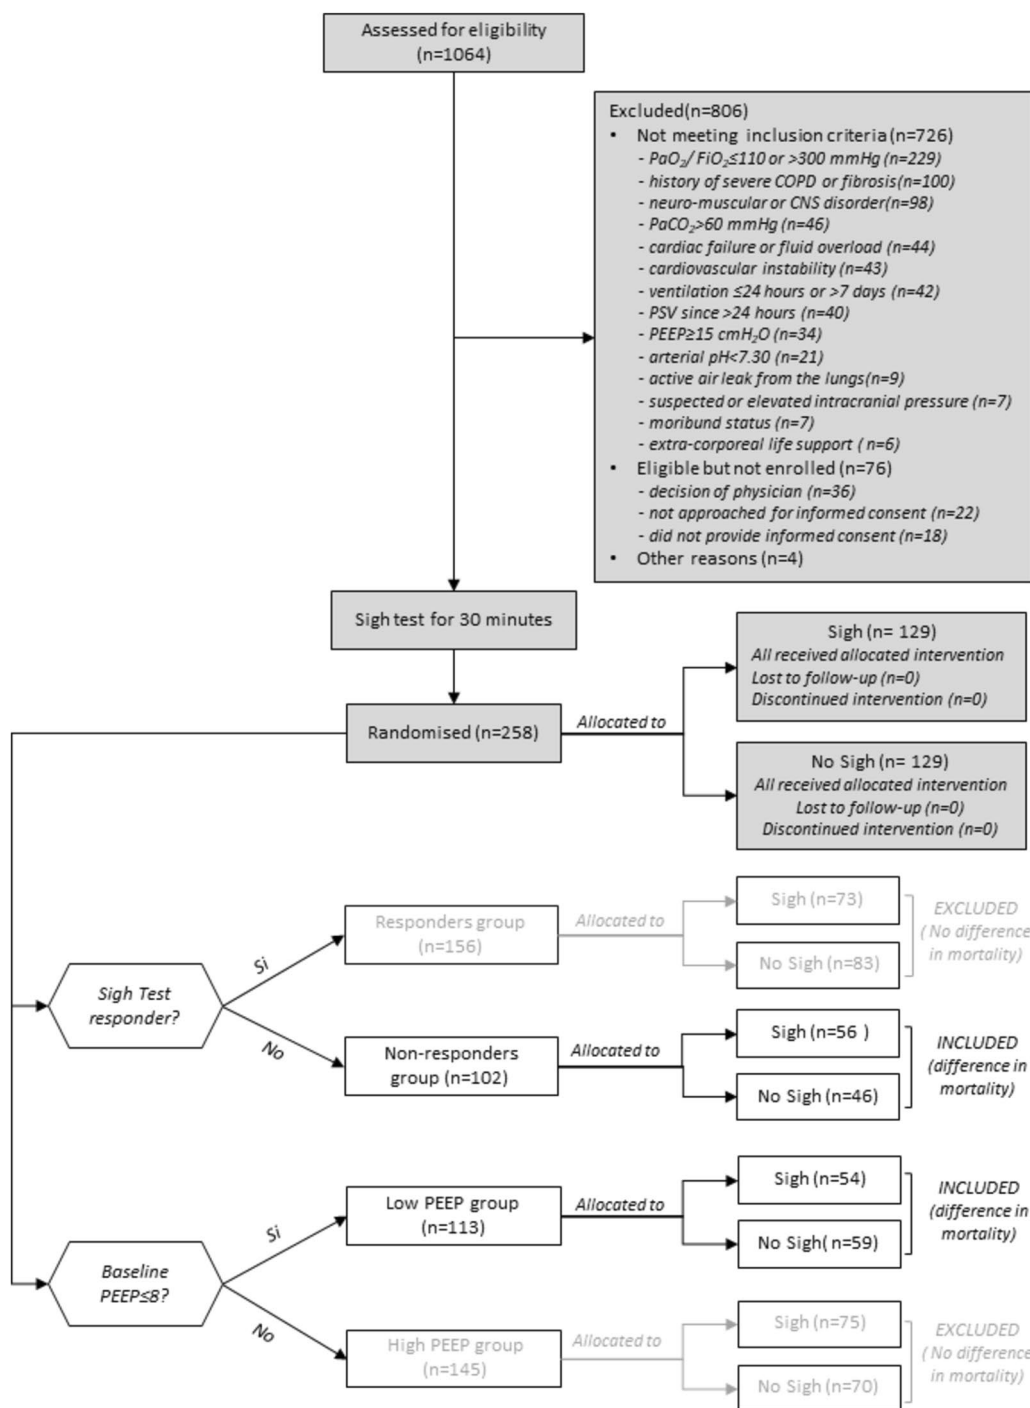 Assessed for eligibility
(n=1064)
Excluded(n=806)
• Not meeting inclusion criteria(n=726)
- PaO₂/ FiO₂≤110 or >300 mmHg (n=229)
- history of severe COPD or fibrosis(n=100)
- neuro-muscular or CNS disorder(n=98)
- PaCO₂>60 mmHg (n=46)
- cardiac failure or fluid overload (n=44)
- cardiovascular instability (n=43)
- ventilation ≤24 hours or >7 days (n=42)
- PSV since >24 hours (n=40)
- PEEP≥15 cmH₂O (n=34)
- arterial pH<7.30 (n=21)
- active air leak from the lungs(n=9)
- suspected or elevated intracranial pressure (n=7)
- moribund status (n=7)
- extra-corporeal life support ( n=6)
• Eligible but not enrolled (n=76)
- decision of physician (n=36)
- not approached for informed consent (n=22)
- did not provide informed consent (n=18)
• Other reasons (n=4)
Sigh test for 30 minutes
Randomised (n=258)
Allocated to
Sigh (n= 129)
All received allocated intervention
Lost to follow-up (n=0)
Discontinued intervention (n=0)
No Sigh (n= 129)
All received allocated intervention
Lost to follow-up (n=0)
Discontinued intervention (n=0)
Sigh Test
responder?
Si
No
Responders group
(n=156)
Allocated to
Sigh (n=73)
No Sigh (n=83)
EXCLUDED
( No difference
in mortality)
Non-responders
group (n=102)
Allocated to
Sigh (n=56 )
No Sigh (n=46)
INCLUDED
(difference in
mortality)
Baseline
PEEP≤8?
Si
No
Low PEEP group
(n=113)
Allocated to
Sigh (n=54)
No Sigh( n=59)
INCLUDED
(difference in
mortality)
High PEEP group
(n=145)
Allocated to
Sigh (n=75)
No Sigh (n=70)
EXCLUDED
( No difference
in mortality)